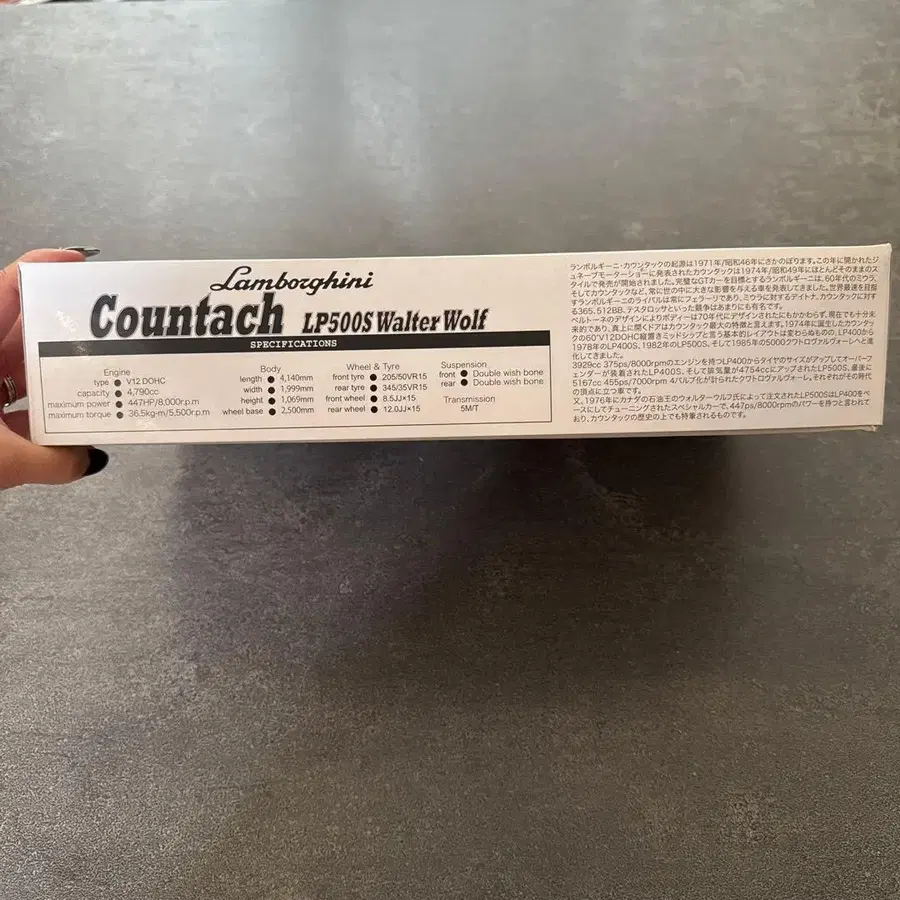 Lamborghini
Countach LP500S Walter Wolf
SPECIFICATIONS
Engine
type ● V12 DOHC
capacity ● 4,790cc
maximum power ● 447HP/8,000r.p.m
maximum torque ● 36.5kg-m/5,500r.p.m
Body
length ● 4,140mm
width ● 1,999mm
height ● 1,069mm
wheel base ● 2,500mm
Wheel & Tyre
front tyre ● 205/50VR15
rear tyre ● 345/35VR15
front wheel ● 8.5JJ×15
rear wheel ● 12.0JJ×15
Suspension
front ● Double wish bone
rear ● Double wish bone
Transmission
5M/T
ランボルギーニ・カウンタックの起源は1971年/昭和46年にさかのぼります。この年に開かれたジ
ュネーブモーターショーに発表されたカウンタックは1974年/昭和49年にほとんどそのままのス
タイルで発売が開始されました。完璧なGTカーを目標とするランボルギーニは、60年代のミウラ、
そしてカウンタックなど、常に世の中に大きな影響を与える車を発表してきました。世界最速を目指
すランボルギーニのライバルは常にフェラーリであり、ミウラに対するデイトナ、カウンタックに対す
る365.512BB、テスタロッサといった競争はあまりにも有名です。
ベルトーネのデザインによりボディーは70年代にデザインされたにもかかわらず、現在でも十分未
来的であり、真上に開くドアはカウンタック最大の特徴と言えます。1974年に誕生したカウンタッ
クの60°V12DOHC縦置きミッドシップと言う基本的レイアウトは変わらぬものの、LP400から
1978年のLP400S、1982年のLP500S、そして1985年の5000クワトロヴァルヴォーレへと進
化してきました。
3929cc 375ps/8000rpmのエンジンを持つLP400からタイヤのサイズがアップしてオーバーフ
ェンダーが装着されたLP400S、そして排気量が4754ccにアップされたLP500S、最後に
5167cc 455ps/7000rpm 4バルブ化が計られたクワトロヴァルヴォーレ。それぞれがその時代
の頂点に立つ車です。
又、1976年にカナダの石油王のウォルターウルフ氏によって注文されたLP500SはLP400をベ
ースにしてチューニングされたスペシャルカーで、447ps/8000rpmのパワーを持つと言われて
おり、カウンタックの歴史の上でも特筆されるものです。